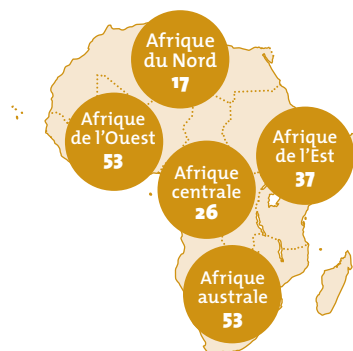 Afrique
du Nord
17
Afrique
de l'Ouest
53
Afrique
de l'Est
37
Afrique
centrale
26
Afrique
australe
53